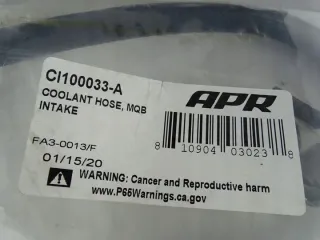 CI100033-A
COOLANT HOSE, MQB
INTAKE
APR
8 10904 03023 8
FA3-0013/F
01/15/20
WARNING: Cancer and Reproductive harm
www.P65Warnings.ca.gov